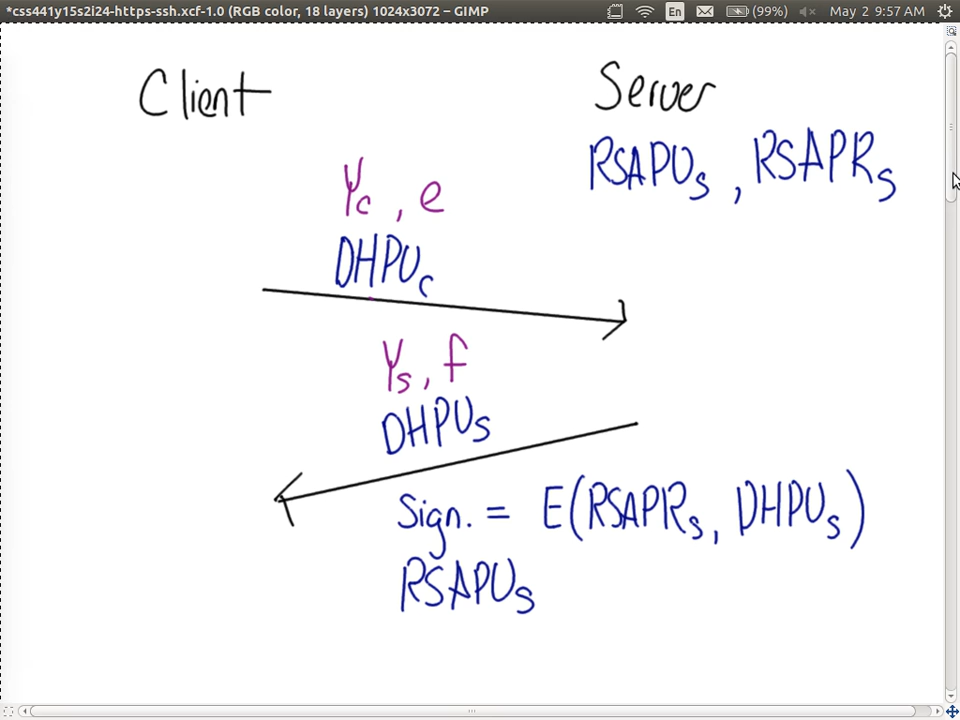 *css441y15s2i24-https-ssh.xcf-1.0 (RGB color, 18 layers) 1024x3072 – GIMP
En (99%) May 2 9:57 AM
Client
Server
RSAPUs , RSAPRs
Yc , e
DHPUc
Ys , f
DHPUs
Sign. = E(RSAPRs, DHPUs)
RSAPUs